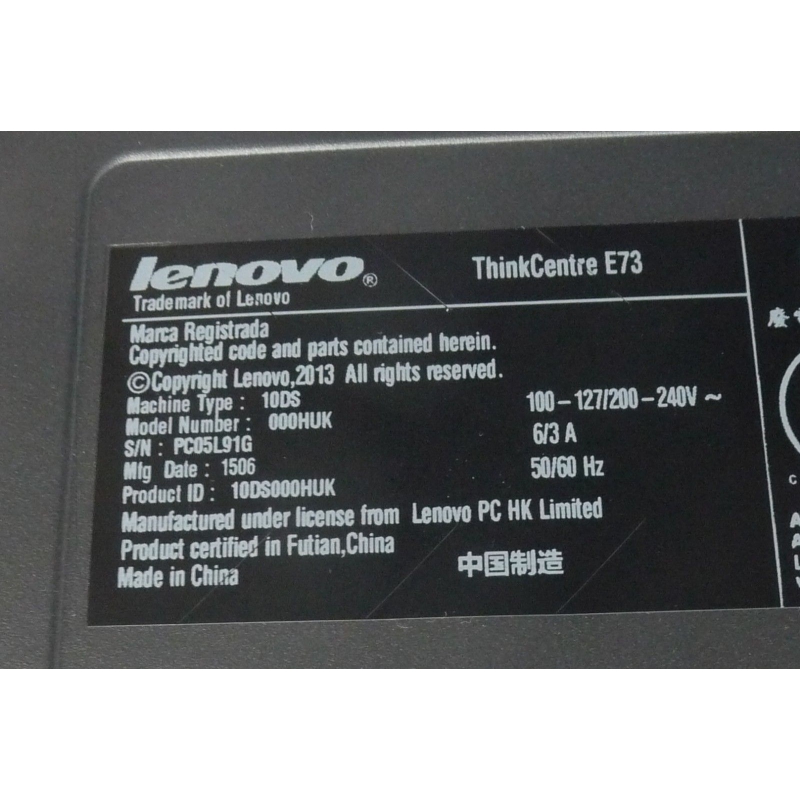 lenovo®
ThinkCentre E73
Trademark of Lenovo
Marca Registrada
Copyrighted code and parts contained herein.
©Copyright Lenovo,2013 All rights reserved.
Machine Type : 10DS
100-127/200-240V ~
Model Number : 000HUK
6/3 A
S/N : PC05L91G
Mfg Date : 1506
50/60 Hz
Product ID : 10DS000HUK
Manufactured under license from Lenovo PC HK Limited
Product certified in Futian,China
Made in China
中国制造
廢